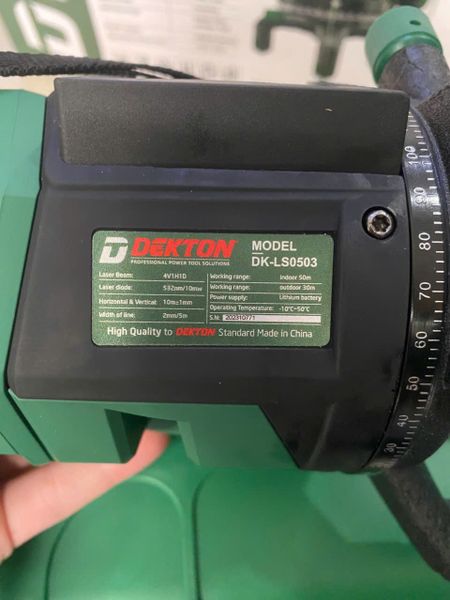 DEKTON
PROFESSIONAL POWER TOOL SOLUTIONS
MODEL
DK-LS0503
Laser Beam: 4V1H1D
Working range: indoor 50m
Laser diode: 532nm/10mw
Working range: outdoor 30m
Horizontal & Vertical: 10m±1mm
Power supply: Lithium battery
Width of line: 2mm/5m
Operating Temperature: -10°C~50°C
S.N: 202310771
High Quality to DEKTON Standard Made in China
100
90
80
70
60
50
40
30